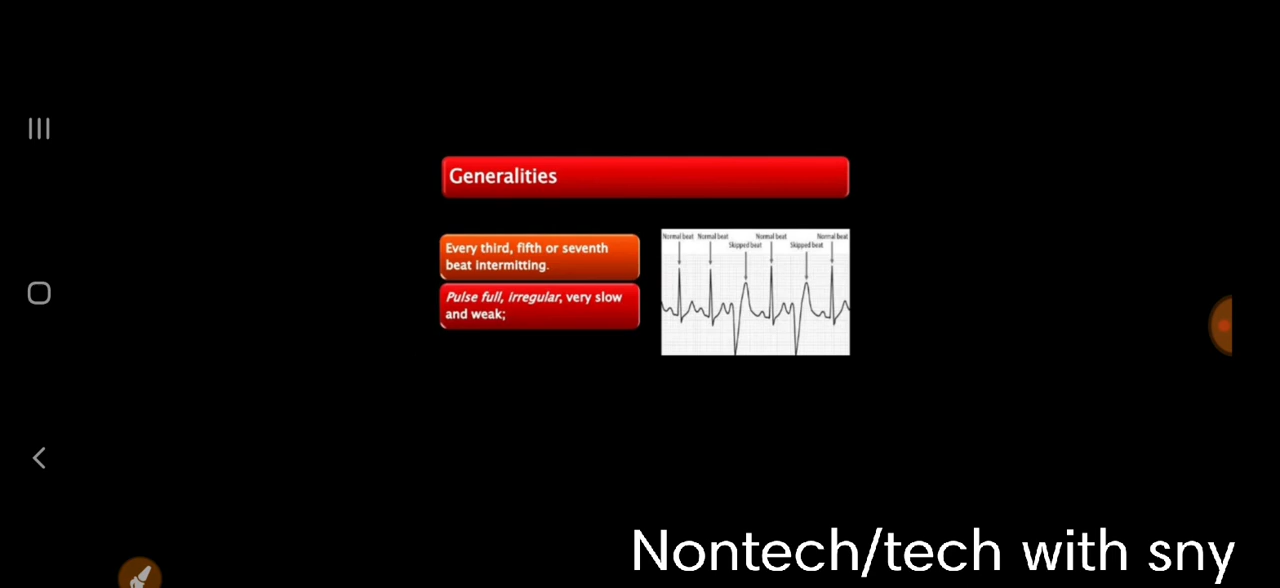 Generalities
Every third, fifth or seventh
beat intermitting.
Pulse full, irregular, very slow
and weak;
Normal beat Normal beat Normal beat Normal beat
Skipped beat Skipped beat
Nontech/tech with sny